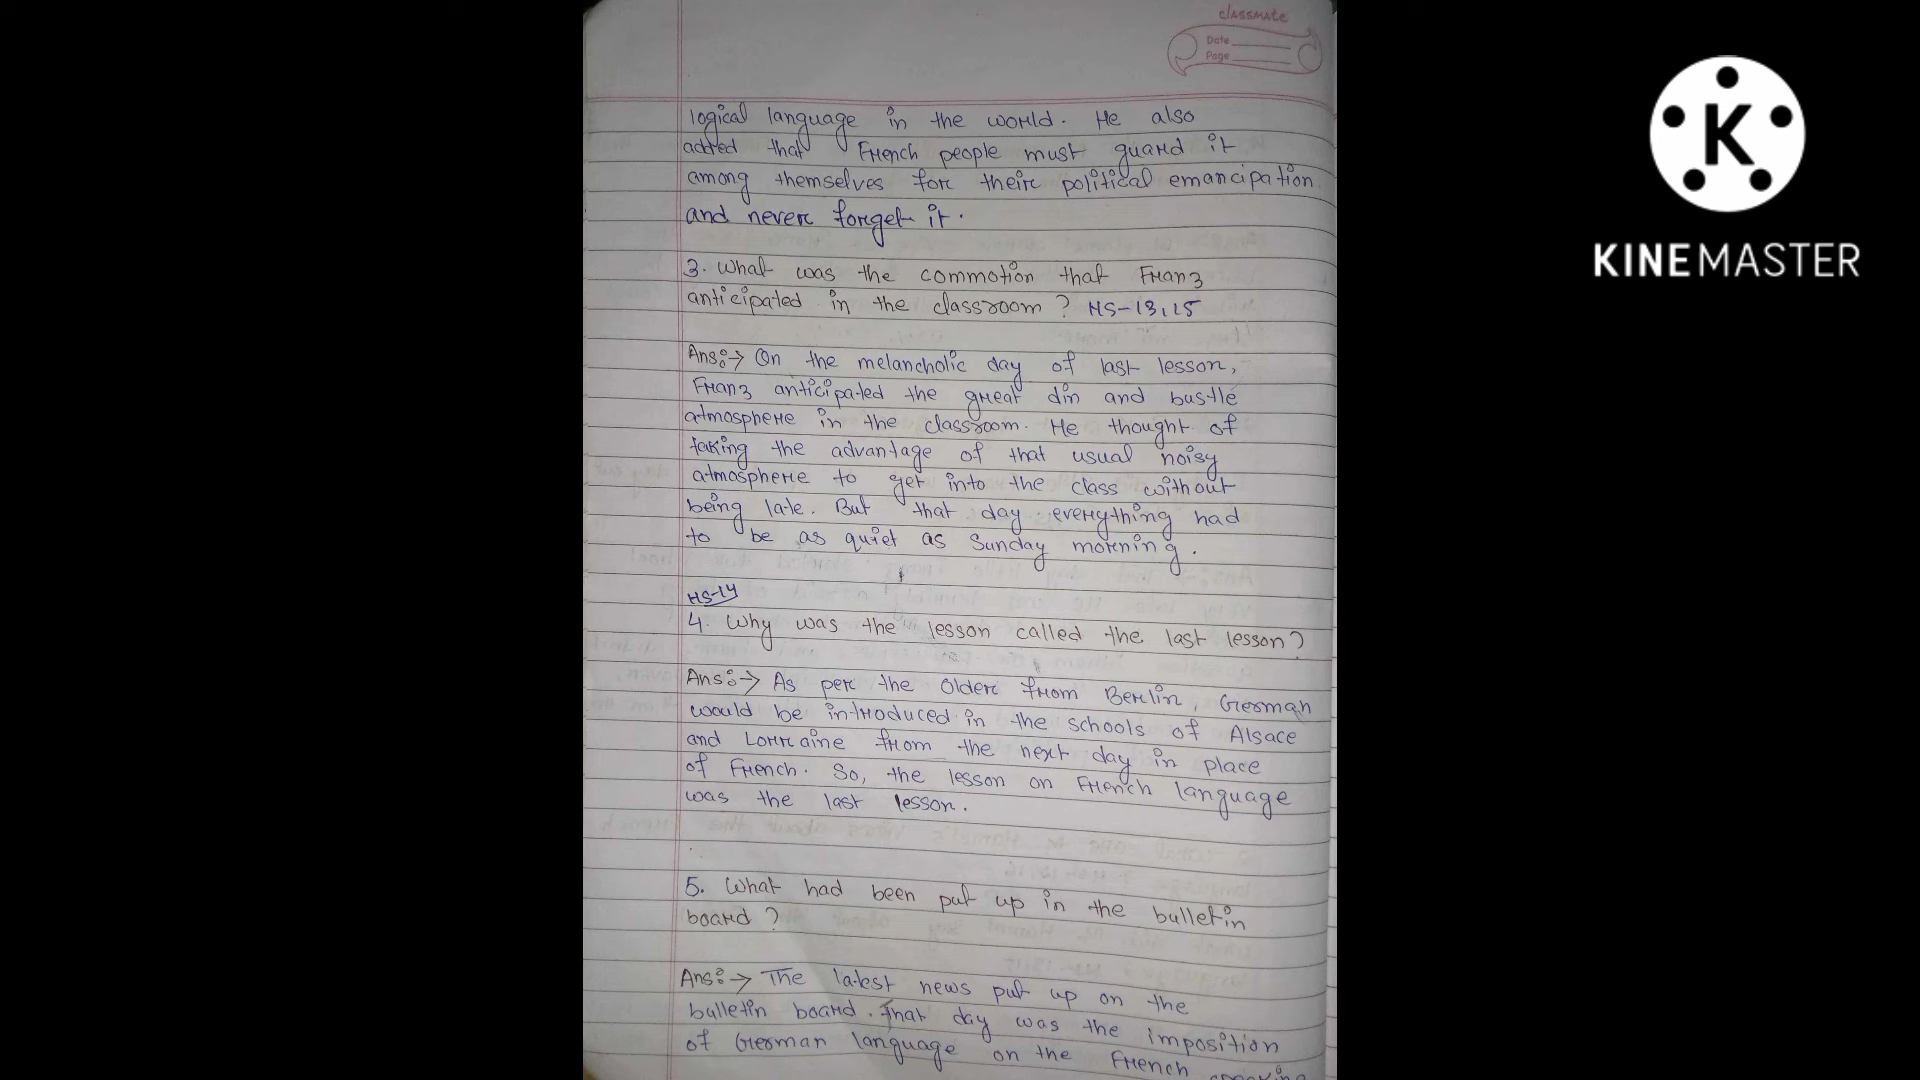 classmate
Date
Page
logical language in the world. He also
added that French people must guard it
among themselves for their political emancipation
and never forget it.
3. What was the commotion that Franz
anticipated in the classroom? HS-13,15
Ans:→ On the melancholic day of last lesson,
Franz anticipated the great din and bustle
atmosphere in the classroom. He thought of
taking the advantage of that usual noisy
atmosphere to get into the class without
being late. But that day everything had
to be as quiet as Sunday morning.
HS-14
4. Why was the lesson called the last lesson?
Ans:→ As per the older from Berlin, German
would be introduced in the schools of Alsace
and Lorraine from the next day in place
of French. So, the lesson on French language
was the last lesson.
5. What had been put up in the bulletin
board?
Ans:→ The latest news put up on the
bulletin board. That day was the imposition
of German language on the French
K
KINEMASTER